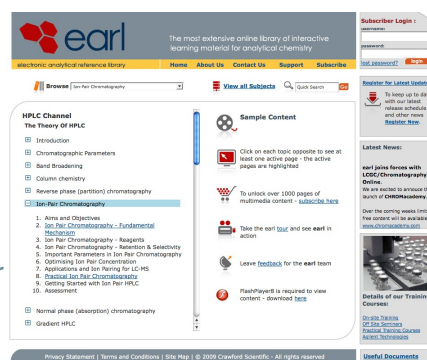 earl
The most extensive online library of interactive
learning material for analytical chemistry
electronic analytical reference library
Home About Us Contact Us Support Subscribe
Browse Ion-Pair Chromatography
View all Subjects
Quick Search Go
HPLC Channel
The Theory Of HPLC
Introduction
Chromatographic Parameters
Band Broadening
Column chemistry
Reverse phase (partition) chromatography
Ion-Pair Chromatography
1. Aims and Objectives
2. Ion Pair Chromatography - Fundamental
Mechanism
3. Ion Pair Chromatography - Reagents
4. Ion Pair Chromatography - Retention & Selectivity
5. Important Parameters in Ion Pair Chromatography
6. Optimising Ion Pair Concentration
7. Applications and Ion Pairing for LC-MS
8. Practical Ion Pair Chromatography
9. Getting Started with Ion Pair HPLC
10. Assessment
Normal phase (absorption) chromatography
Gradient HPLC
Sample Content
Click on each topic opposite to see at
least one active page - the active
pages are highlighted
To unlock over 1000 pages of
multimedia content - subscribe here
Take the earl tour and see earl in
action
Leave feedback for the earl team
FlashPlayer8 is required to view
content - download here
Subscriber Login :
username:
password:
lost password? login
Register for Latest Updat
To keep up to da
with our latest
release schedule
and other news
Register Now.
Latest News:
earl joins forces with
LCGC/Chromatography
Online.
We are excited to announce th
launch of CHROMacademy.
Over the coming weeks limit
free content will be available
www.chromacademy.com
Details of our Trainin
Courses:
On-site Training
Off Site Seminars
Practical Training Courses
Agilent Technologies
Useful Documents
Privacy Statement | Terms and Conditions | Site Map | © 2009 Crawford Scientific - All rights reserved